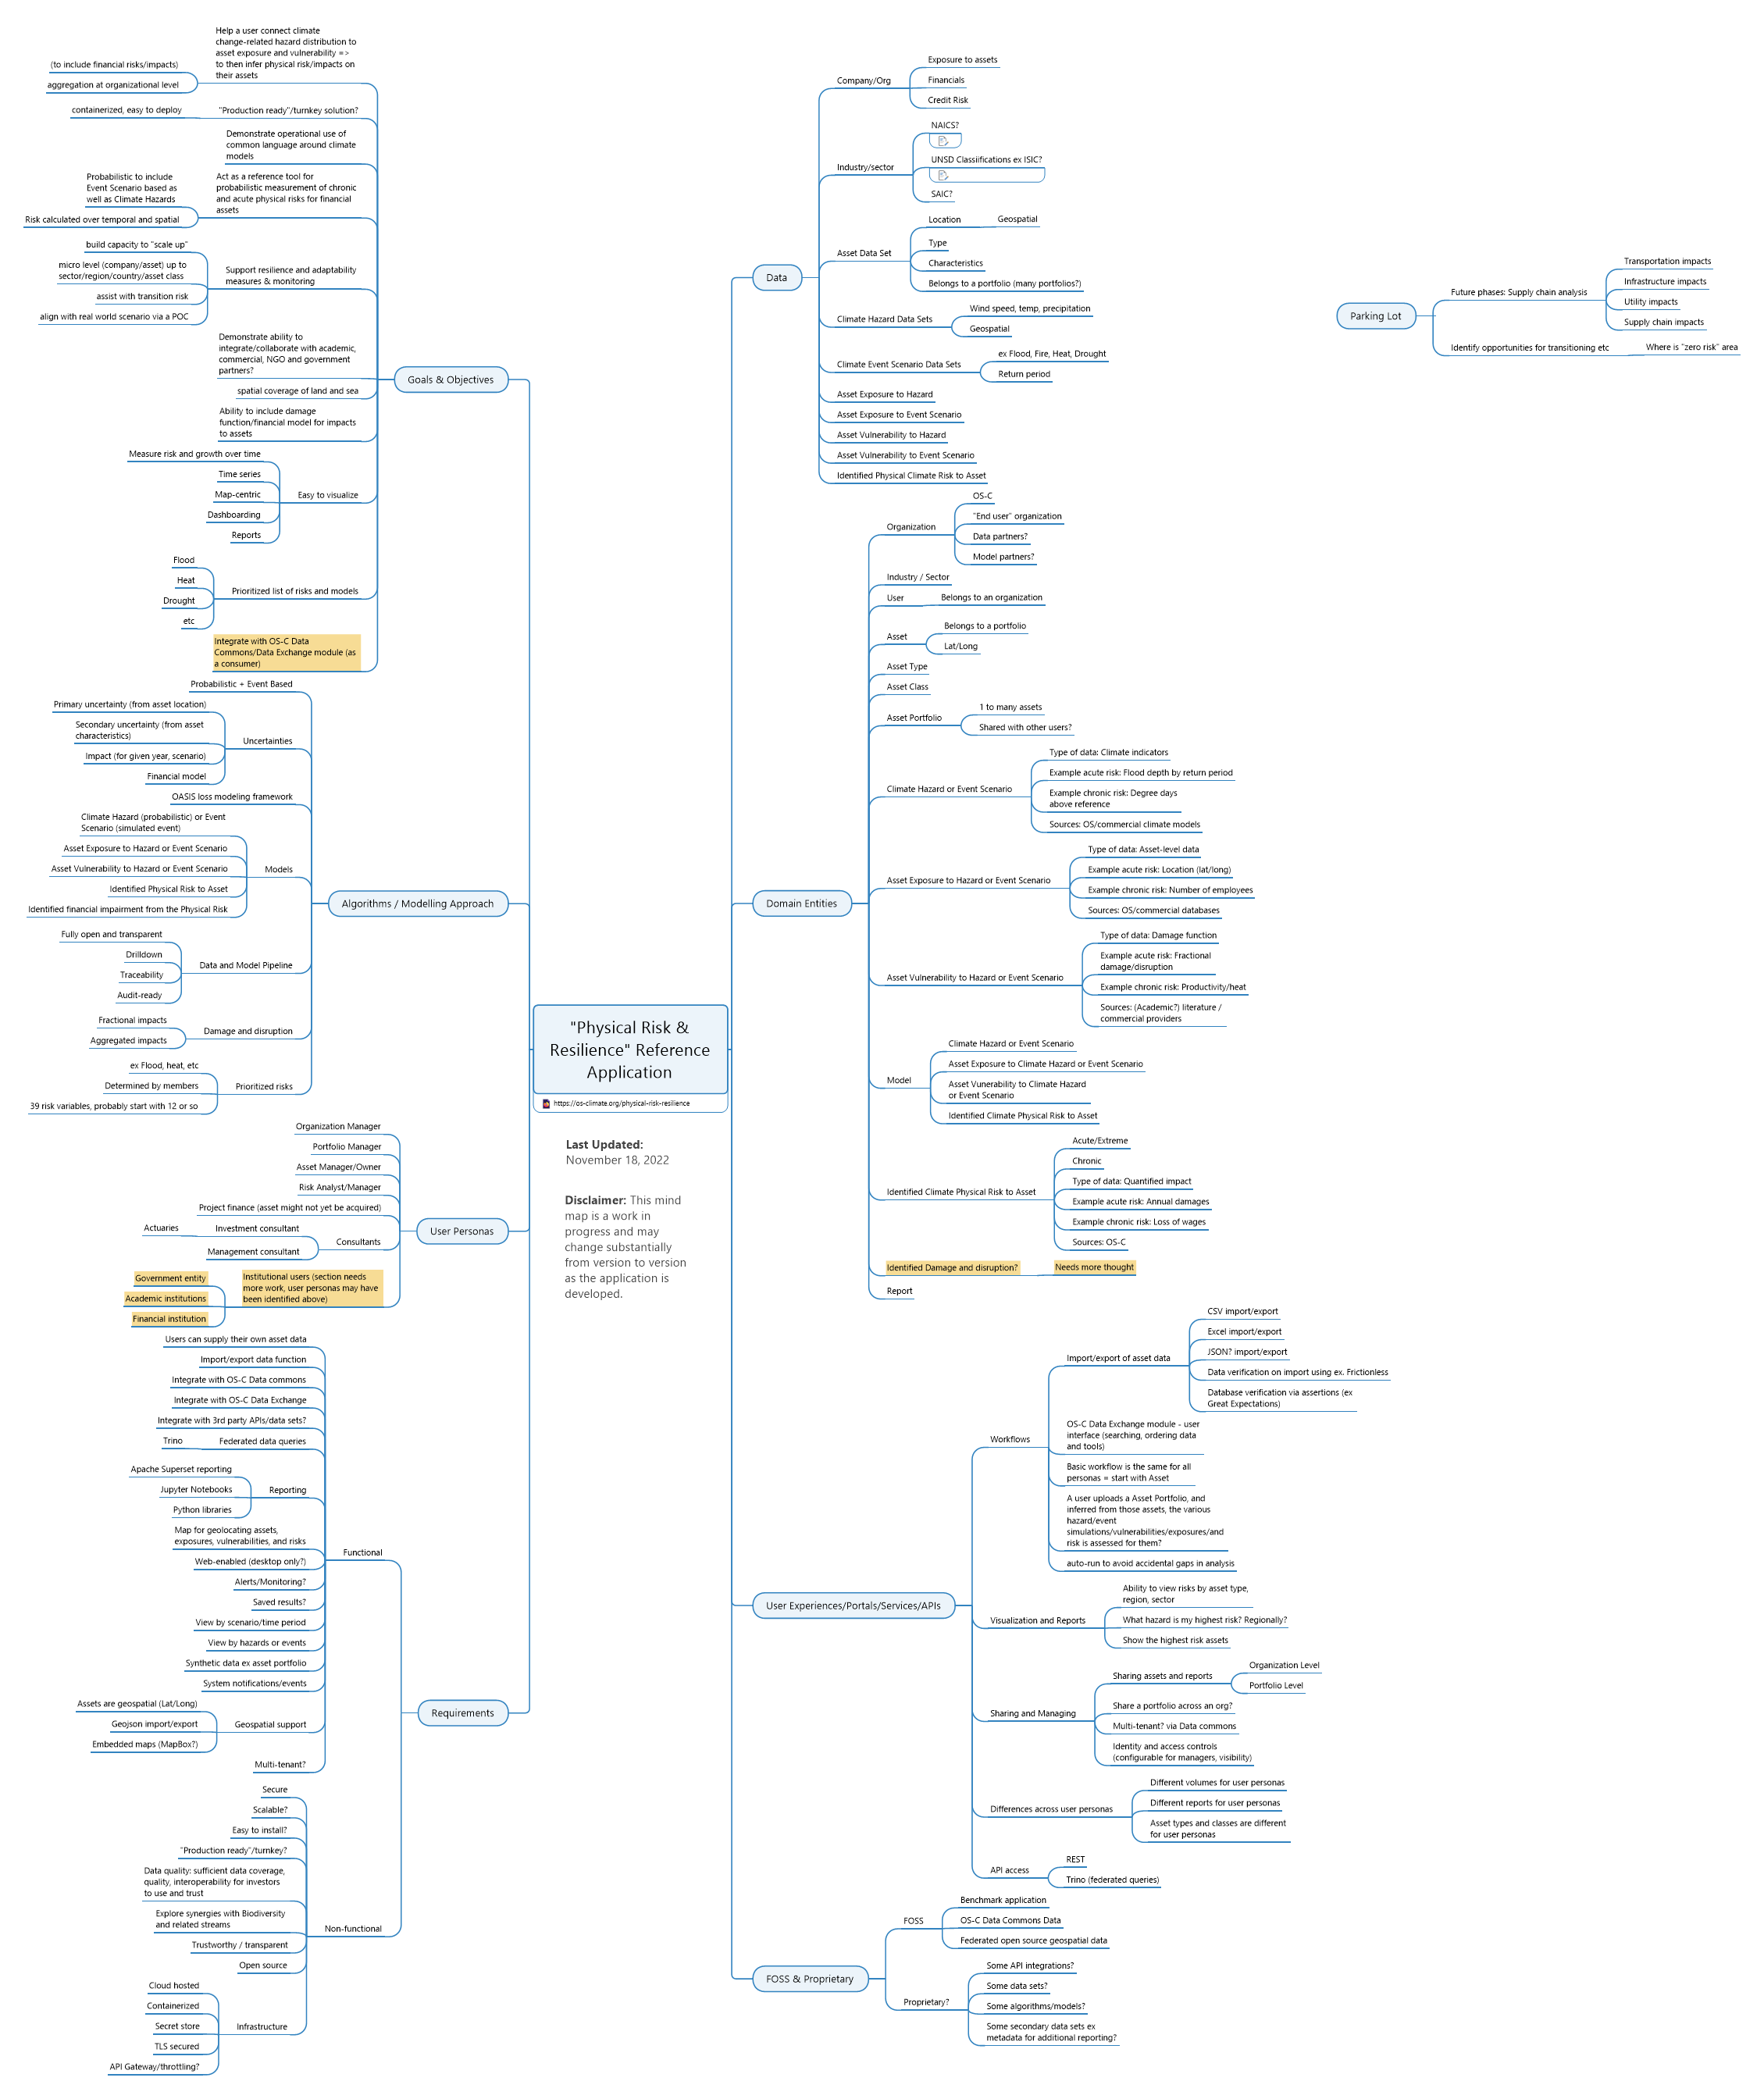 "Physical Risk &
Resilience" Reference
Application
https://os-climate.org/physical-risk-resilience
Last Updated:
November 18, 2022
Disclaimer: This mind
map is a work in
progress and may
change substantially
from version to version
as the application is
developed.
Goals & Objectives
Help a user connect climate
change-related hazard distribution to
asset exposure and vulnerability =>
to then infer physical risk/impacts on
their assets
(to include financial risks/impacts)
aggregation at organizational level
"Production ready"/turnkey solution?
containerized, easy to deploy
Demonstrate operational use of
common language around climate
models
Act as a reference tool for
probabilistic measurement of chronic
and acute physical risks for financial
assets
Probabilistic to include
Event Scenario based as
well as Climate Hazards
Risk calculated over temporal and spatial
Support resilience and adaptability
measures & monitoring
build capacity to "scale up"
micro level (company/asset) up to
sector/region/country/asset class
assist with transition risk
align with real world scenario via a POC
Demonstrate ability to
integrate/collaborate with academic,
commercial, NGO and government
partners?
spatial coverage of land and sea
Ability to include damage
function/financial model for impacts
to assets
Easy to visualize
Measure risk and growth over time
Time series
Map-centric
Dashboarding
Reports
Prioritized list of risks and models
Flood
Heat
Drought
etc
Integrate with OS-C Data
Commons/Data Exchange module (as
a consumer)
Algorithms / Modelling Approach
Probabilistic + Event Based
Uncertainties
Primary uncertainty (from asset location)
Secondary uncertainty (from asset
characteristics)
Impact (for given year, scenario)
Financial model
OASIS loss modeling framework
Models
Climate Hazard (probabilistic) or Event
Scenario (simulated event)
Asset Exposure to Hazard or Event Scenario
Asset Vulnerability to Hazard or Event Scenario
Identified Physical Risk to Asset
Identified financial impairment from the Physical Risk
Data and Model Pipeline
Fully open and transparent
Drilldown
Traceability
Audit-ready
Damage and disruption
Fractional impacts
Aggregated impacts
Prioritized risks
ex Flood, heat, etc
Determined by members
39 risk variables, probably start with 12 or so
User Personas
Organization Manager
Portfolio Manager
Asset Manager/Owner
Risk Analyst/Manager
Project finance (asset might not yet be acquired)
Consultants
Investment consultant
Actuaries
Management consultant
Institutional users (section needs
more work, user personas may have
been identified above)
Government entity
Academic institutions
Financial institution
Requirements
Functional
Users can supply their own asset data
Import/export data function
Integrate with OS-C Data commons
Integrate with OS-C Data Exchange
Integrate with 3rd party APIs/data sets?
Federated data queries
Trino
Reporting
Apache Superset reporting
Jupyter Notebooks
Python libraries
Map for geolocating assets,
exposures, vulnerabilities, and risks
Web-enabled (desktop only?)
Alerts/Monitoring?
Saved results?
View by scenario/time period
View by hazards or events
Synthetic data ex asset portfolio
System notifications/events
Geospatial support
Assets are geospatial (Lat/Long)
Geojson import/export
Embedded maps (MapBox?)
Multi-tenant?
Non-functional
Secure
Scalable?
Easy to install?
"Production ready"/turnkey?
Data quality: sufficient data coverage,
quality, interoperability for investors
to use and trust
Explore synergies with Biodiversity
and related streams
Trustworthy / transparent
Open source
Infrastructure
Cloud hosted
Containerized
Secret store
TLS secured
API Gateway/throttling?
Data
Company/Org
Exposure to assets
Financials
Credit Risk
Industry/sector
NAICS?
UNSD Classiifications ex ISIC?
SAIC?
Asset Data Set
Location
Geospatial
Type
Characteristics
Belongs to a portfolio (many portfolios?)
Climate Hazard Data Sets
Wind speed, temp, precipitation
Geospatial
Climate Event Scenario Data Sets
ex Flood, Fire, Heat, Drought
Return period
Asset Exposure to Hazard
Asset Exposure to Event Scenario
Asset Vulnerability to Hazard
Asset Vulnerability to Event Scenario
Identified Physical Climate Risk to Asset
Domain Entities
Organization
OS-C
"End user" organization
Data partners?
Model partners?
Industry / Sector
User
Belongs to an organization
Asset
Belongs to a portfolio
Lat/Long
Asset Type
Asset Class
Asset Portfolio
1 to many assets
Shared with other users?
Climate Hazard or Event Scenario
Type of data: Climate indicators
Example acute risk: Flood depth by return period
Example chronic risk: Degree days
above reference
Sources: OS/commercial climate models
Asset Exposure to Hazard or Event Scenario
Type of data: Asset-level data
Example acute risk: Location (lat/long)
Example chronic risk: Number of employees
Sources: OS/commercial databases
Asset Vulnerability to Hazard or Event Scenario
Type of data: Damage function
Example acute risk: Fractional
damage/disruption
Example chronic risk: Productivity/heat
Sources: (Academic?) literature /
commercial providers
Model
Climate Hazard or Event Scenario
Asset Exposure to Climate Hazard or Event Scenario
Asset Vunerability to Climate Hazard
or Event Scenario
Identified Climate Physical Risk to Asset
Identified Climate Physical Risk to Asset
Acute/Extreme
Chronic
Type of data: Quantified impact
Example acute risk: Annual damages
Example chronic risk: Loss of wages
Sources: OS-C
Identified Damage and disruption?
Needs more thought
Report
User Experiences/Portals/Services/APIs
Workflows
Import/export of asset data
CSV import/export
Excel import/export
JSON? import/export
Data verification on import using ex. Frictionless
Database verification via assertions (ex
Great Expectations)
OS-C Data Exchange module - user
interface (searching, ordering data
and tools)
Basic workflow is the same for all
personas = start with Asset
A user uploads a Asset Portfolio, and
inferred from those assets, the various
hazard/event
simulations/vulnerabilities/exposures/and
risk is assessed for them?
auto-run to avoid accidental gaps in analysis
Visualization and Reports
Ability to view risks by asset type,
region, sector
What hazard is my highest risk? Regionally?
Show the highest risk assets
Sharing and Managing
Sharing assets and reports
Organization Level
Portfolio Level
Share a portfolio across an org?
Multi-tenant? via Data commons
Identity and access controls
(configurable for managers, visibility)
Differences across user personas
Different volumes for user personas
Different reports for user personas
Asset types and classes are different
for user personas
API access
REST
Trino (federated queries)
FOSS & Proprietary
FOSS
Benchmark application
OS-C Data Commons Data
Federated open source geospatial data
Proprietary?
Some API integrations?
Some data sets?
Some algorithms/models?
Some secondary data sets ex
metadata for additional reporting?
Parking Lot
Future phases: Supply chain analysis
Transportation impacts
Infrastructure impacts
Utility impacts
Supply chain impacts
Identify opportunities for transitioning etc
Where is "zero risk" area